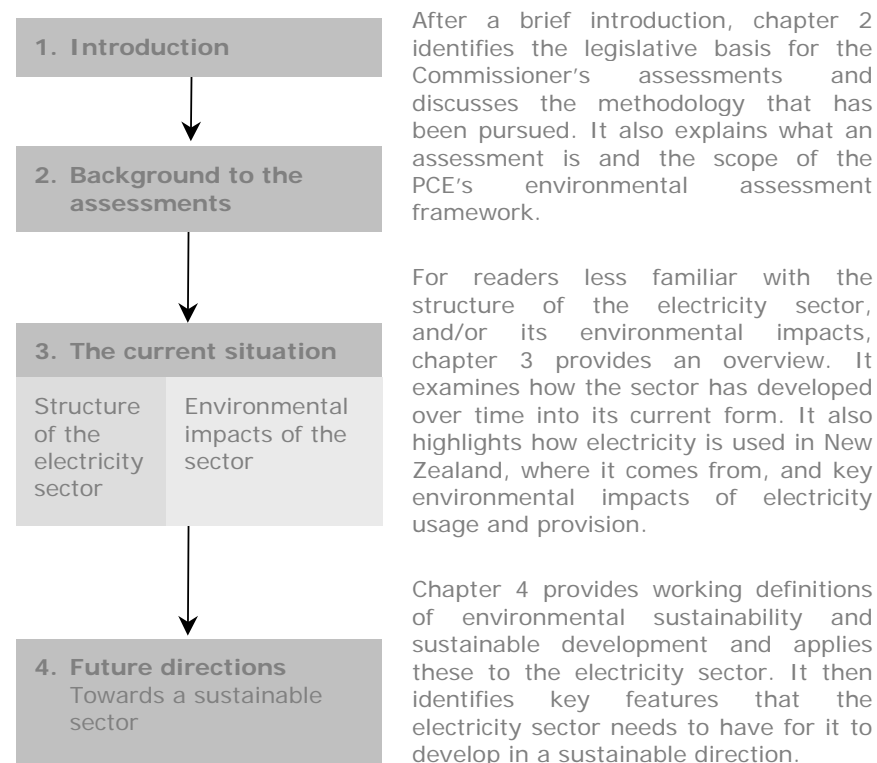 1. Introduction
After a brief introduction, chapter 2
identifies the legislative basis for the
Commissioner's assessments and
discusses the methodology that has
been pursued. It also explains what an
assessment is and the scope of the
PCE's environmental assessment
framework.
2. Background to the
assessments
For readers less familiar with the
structure of the electricity sector,
and/or its environmental impacts,
chapter 3 provides an overview. It
examines how the sector has developed
over time into its current form. It also
highlights how electricity is used in New
Zealand, where it comes from, and key
environmental impacts of electricity
usage and provision.
3. The current situation
Structure
of the
electricity
sector
Environmental
impacts of the
sector
Chapter 4 provides working definitions
of environmental sustainability and
sustainable development and applies
these to the electricity sector. It then
identifies key features that the
electricity sector needs to have for it to
develop in a sustainable direction.
4. Future directions
Towards a sustainable
sector